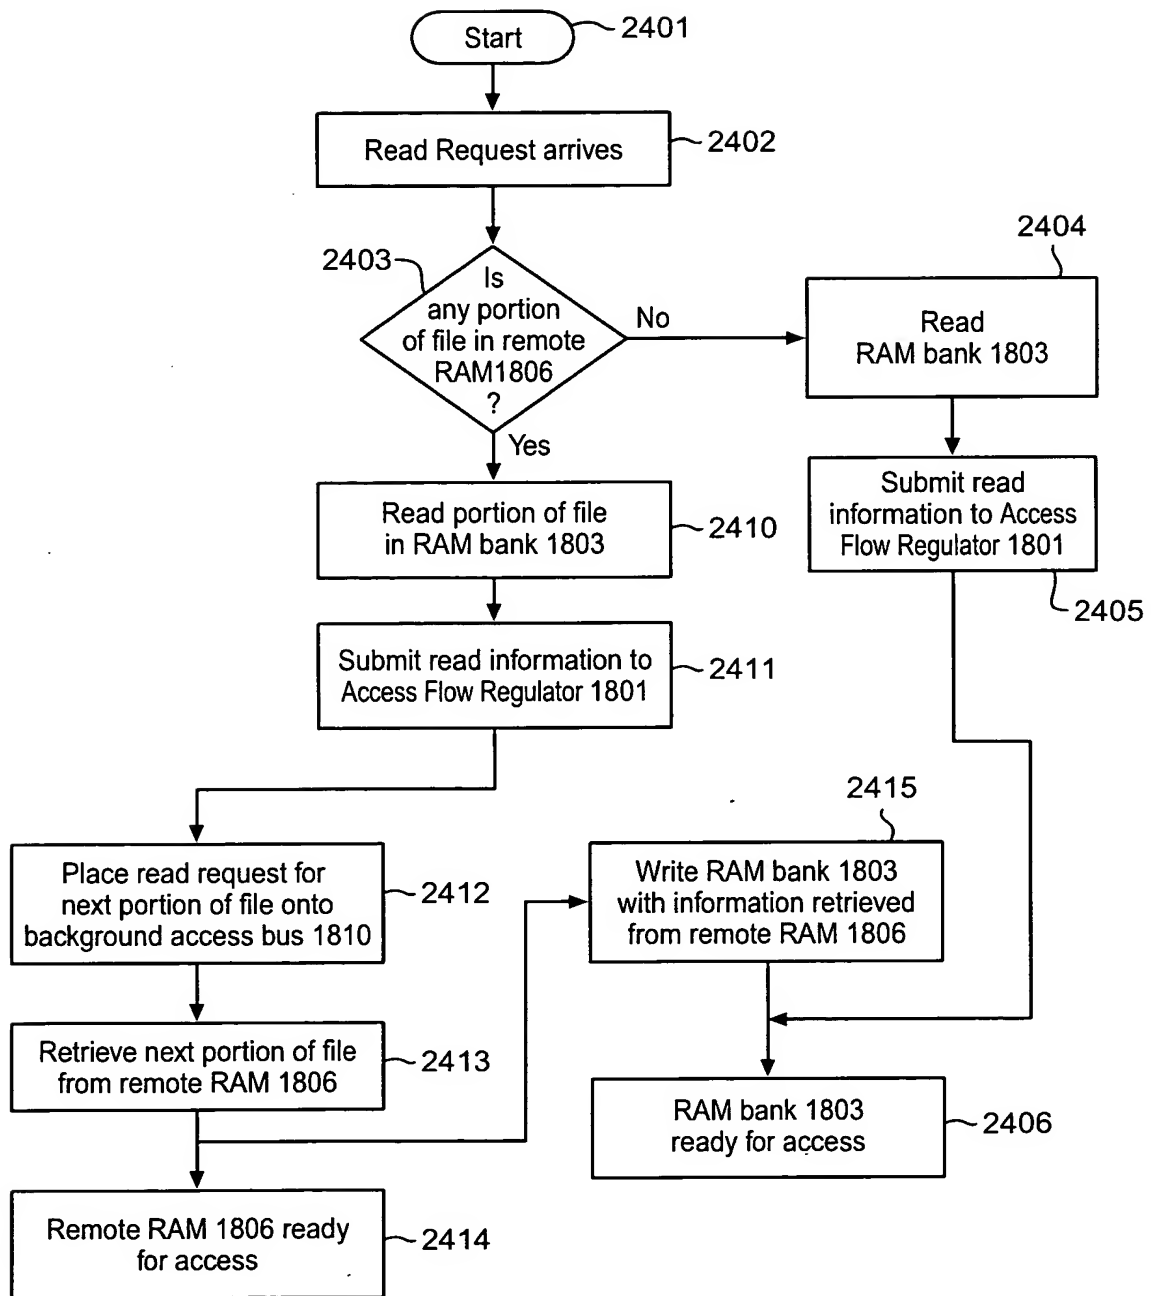 Start
2401
Read Request arrives
2402
2403
Is
any portion
of file in remote
RAM1806
?
No
Yes
2404
Read
RAM bank 1803
Submit read
information to Access
Flow Regulator 1801
2405
Read portion of file
in RAM bank 1803
2410
Submit read information to
Access Flow Regulator 1801
2411
Place read request for
next portion of file onto
background access bus 1810
2412
2415
Write RAM bank 1803
with information retrieved
from remote RAM 1806
Retrieve next portion of file
from remote RAM 1806
2413
RAM bank 1803
ready for access
2406
Remote RAM 1806 ready
for access
2414